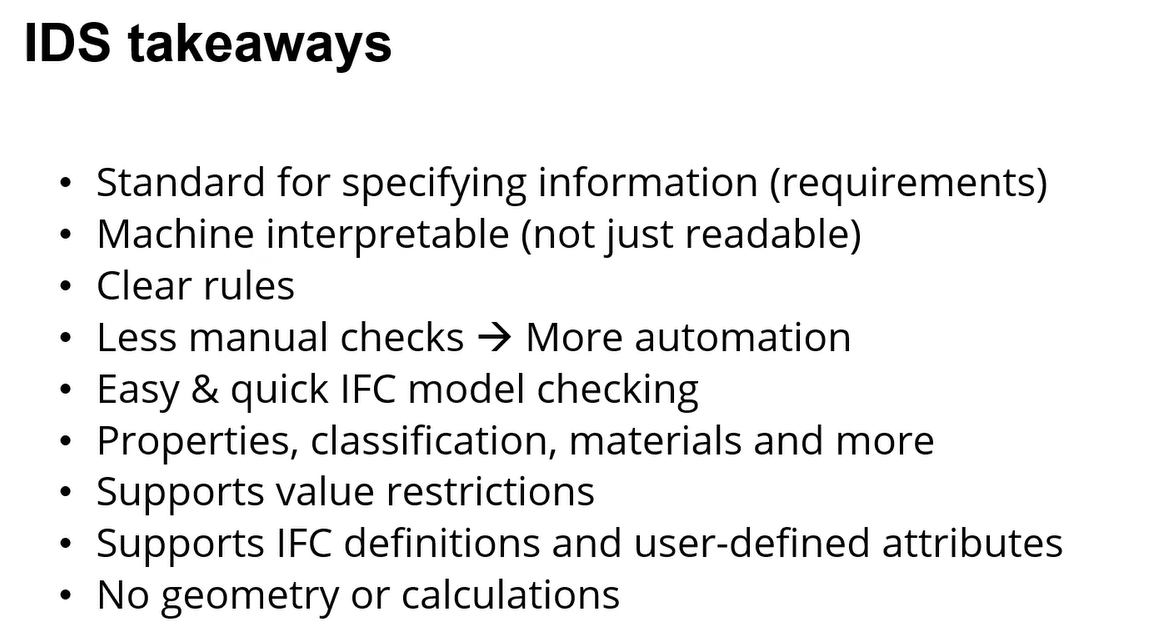 IDS takeaways
• Standard for specifying information (requirements)
• Machine interpretable (not just readable)
• Clear rules
• Less manual checks → More automation
• Easy & quick IFC model checking
• Properties, classification, materials and more
• Supports value restrictions
• Supports IFC definitions and user-defined attributes
• No geometry or calculations